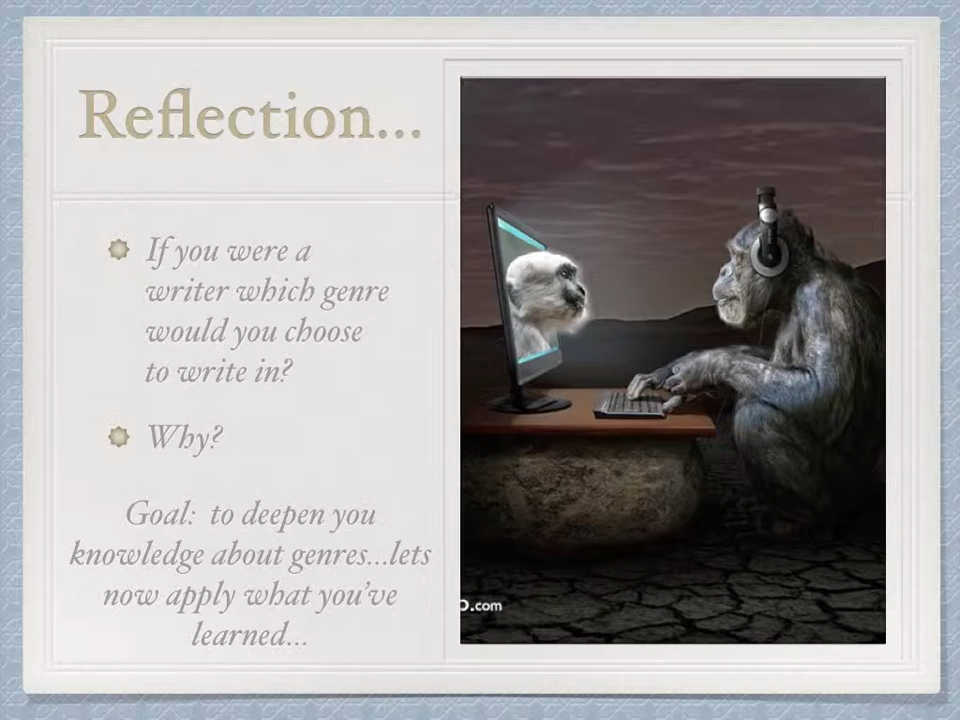 Reflection...
If you were a
writer which genre
would you choose
to write in?
Why?
Goal:  to deepen you
knowledge about genres...lets
now apply what you've
learned...
.com